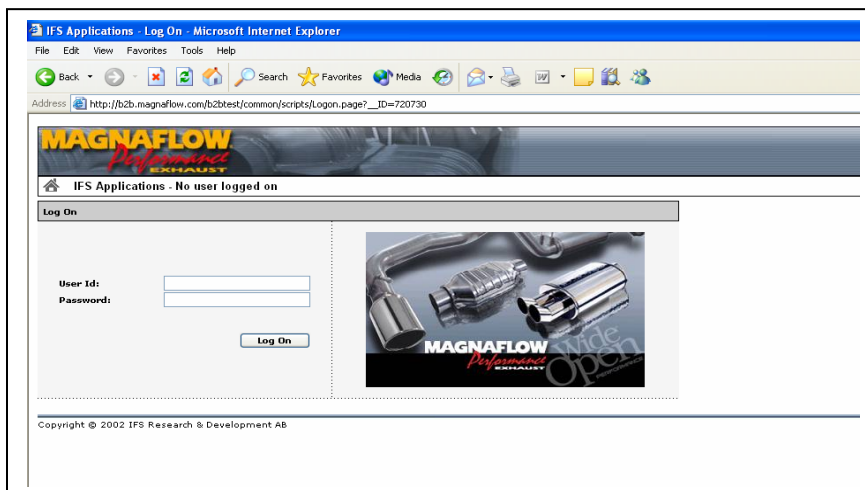 IFS Applications - Log On - Microsoft Internet Explorer
File Edit View Favorites Tools Help
Back Search Favorites Media
Address http://b2b.magnaflow.com/b2btest/common/scripts/Logon.page?__ID=720730
MAGNAFLOW
Performance
EXHAUST
IFS Applications - No user logged on
Log On
User Id:
Password:
Log On
MAGNAFLOW
Performance
EXHAUST
Wide
Open
PERFORMANCE
Copyright © 2002 IFS Research & Development AB